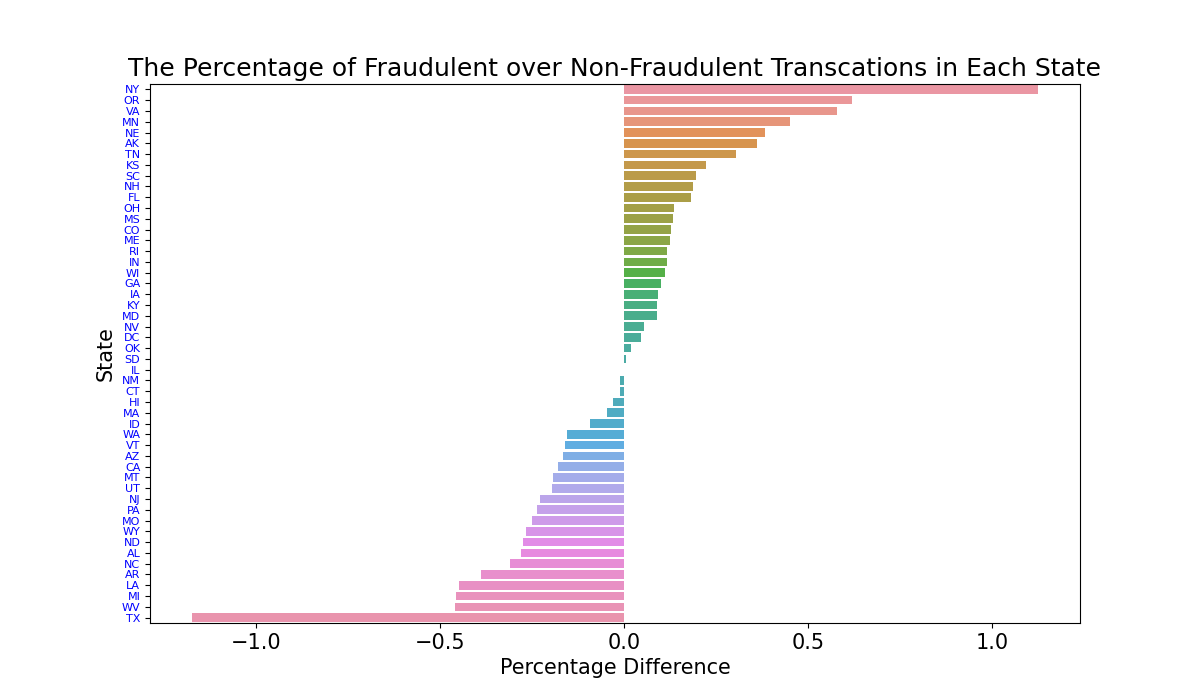 The Percentage of Fraudulent over Non-Fraudulent Transcations in Each State
NY
OR
VA
MN
NE
AK
TN
KS
SC
NH
FL
OH
MS
CO
ME
RI
IN
WI
GA
IA
KY
MD
NV
DC
OK
SD
IL
NM
CT
HI
MA
ID
WA
VT
AZ
CA
MT
UT
NJ
PA
MO
WY
ND
AL
NC
AR
LA
MI
WV
TX
State
−1.0 −0.5 0.0 0.5 1.0
Percentage Difference